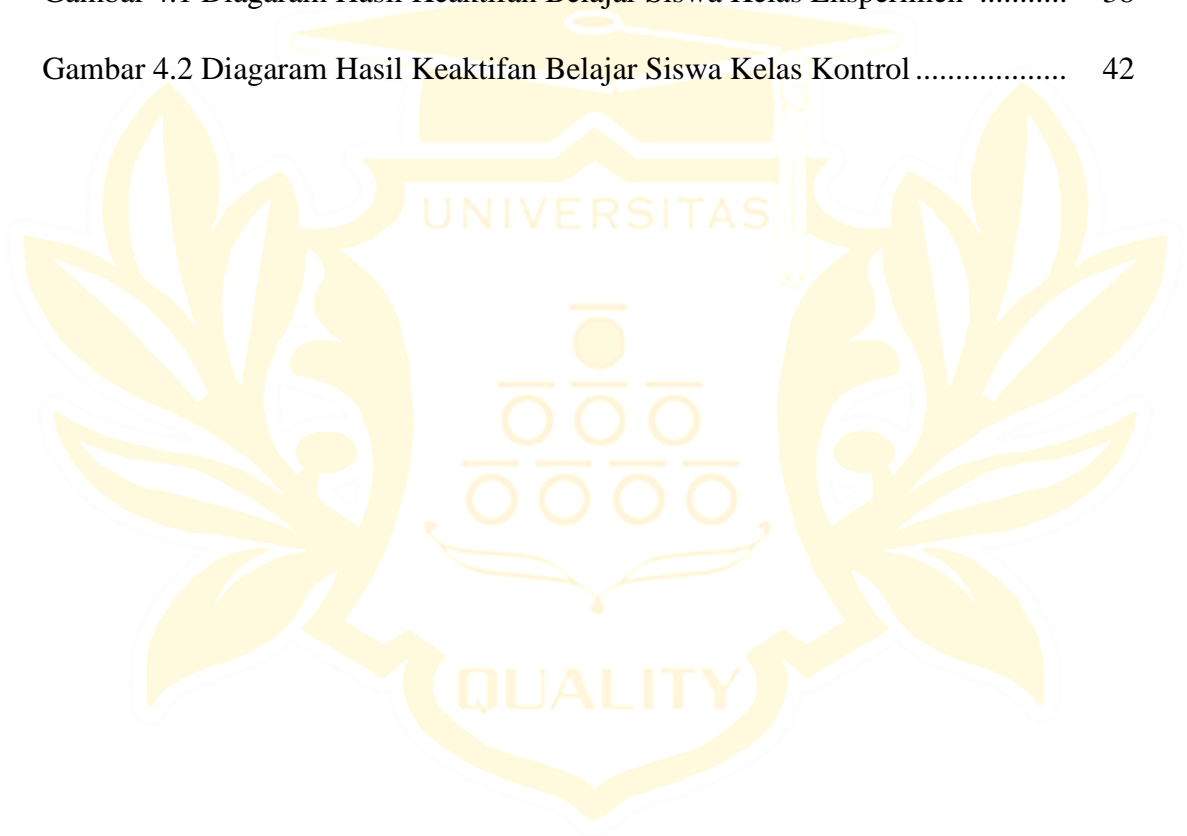 Gambar 4.1 Diagaram Hasil Keaktifan Belajar Siswa Kelas Eksperimen ...........
Gambar 4.2 Diagaram Hasil Keaktifan Belajar Siswa Kelas Kontrol ................... 42
UNIVERSITAS
QUALITY